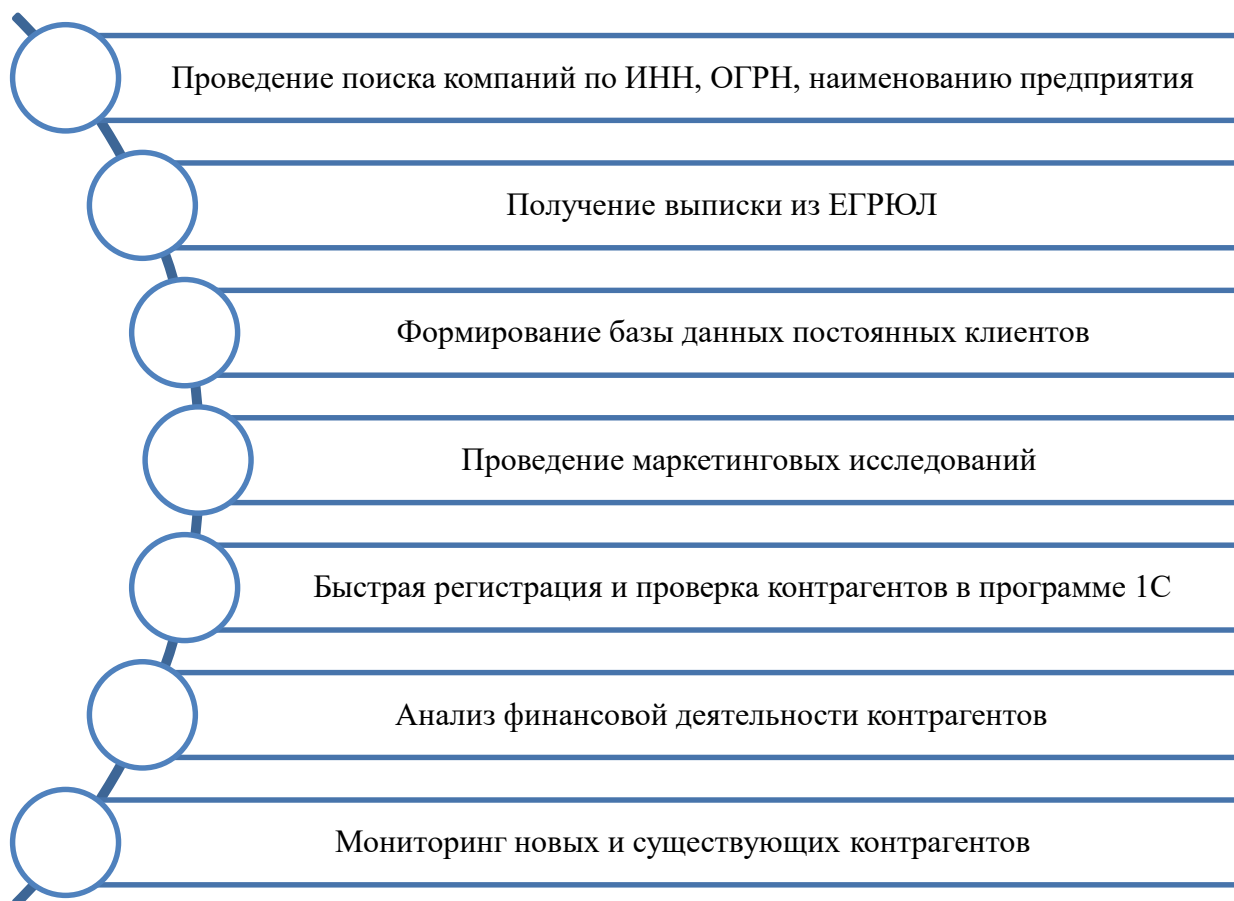 Проведение поиска компаний по ИНН, ОГРН, наименованию предприятия
Получение выписки из ЕГРЮЛ
Формирование базы данных постоянных клиентов
Проведение маркетинговых исследований
Быстрая регистрация и проверка контрагентов в программе 1С
Анализ финансовой деятельности контрагентов
Мониторинг новых и существующих контрагентов